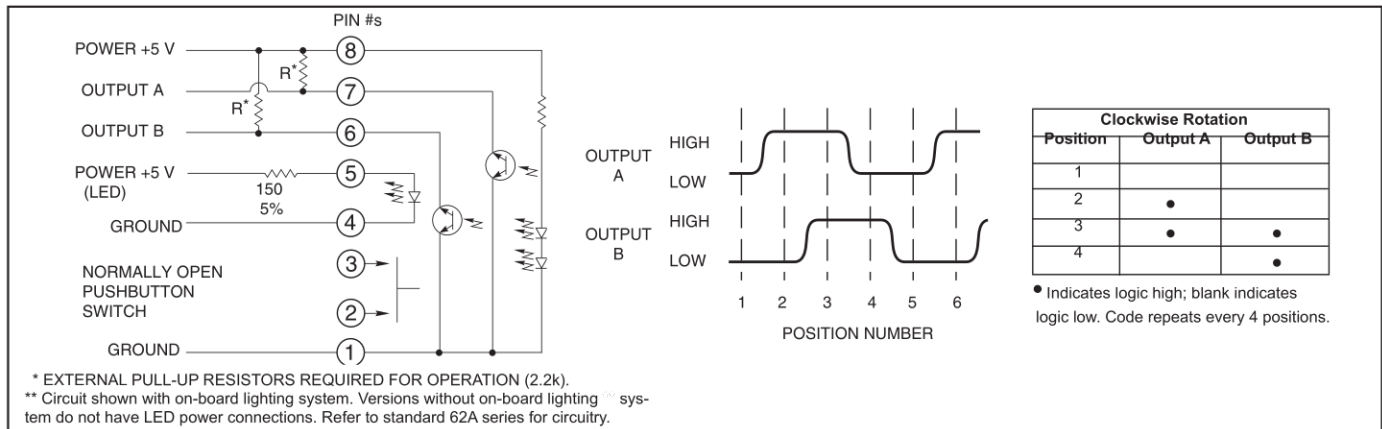 PIN #s
POWER +5 V
8
R*
OUTPUT A
7
R*
OUTPUT B
6
POWER +5 V
(LED)
150
5%
5
GROUND
4
NORMALLY OPEN
PUSHBUTTON
SWITCH
3
2
GROUND
1
* EXTERNAL PULL-UP RESISTORS REQUIRED FOR OPERATION (2.2k).
** Circuit shown with on-board lighting system. Versions without on-board lighting sys-
tem do not have LED power connections. Refer to standard 62A series for circuitry.
OUTPUT
A
HIGH
LOW
OUTPUT
B
HIGH
LOW
1 2 3 4 5 6
POSITION NUMBER
Clockwise Rotation
Position Output A Output B
1
2 •
3 • •
4 •
• Indicates logic high; blank indicates
logic low. Code repeats every 4 positions.